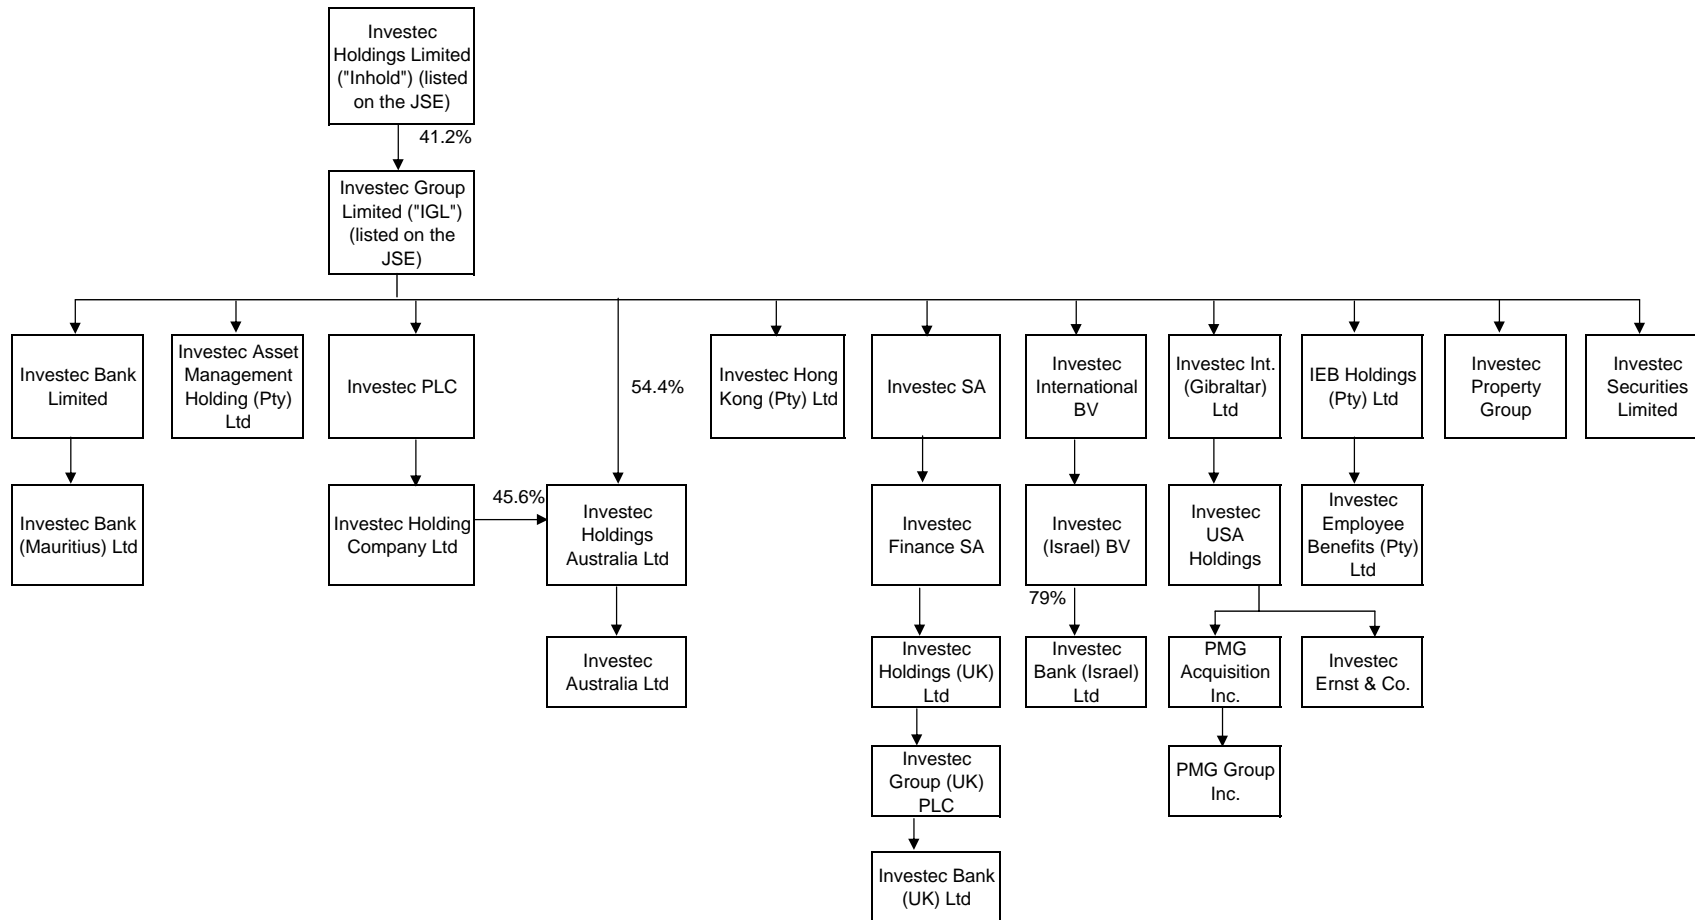 Investec
Holdings Limited
("Inhold") (listed
on the JSE)
41.2%
Investec Group
Limited ("IGL")
(listed on the
JSE)
Investec Bank
Limited
Investec Asset
Management
Holding (Pty)
Ltd
Investec PLC
54.4%
Investec Hong
Kong (Pty) Ltd
Investec SA
Investec
International
BV
Investec Int.
(Gibraltar)
Ltd
IEB Holdings
(Pty) Ltd
Investec
Property
Group
Investec
Securities
Limited
Investec Bank
(Mauritius) Ltd
Investec Holding
Company Ltd
45.6%
Investec
Holdings
Australia Ltd
Investec
Finance SA
Investec
(Israel) BV
Investec
USA
Holdings
Investec
Employee
Benefits (Pty)
Ltd
79%
Investec
Australia Ltd
Investec
Holdings (UK)
Ltd
Investec
Bank (Israel)
Ltd
PMG
Acquisition
Inc.
Investec
Ernst & Co.
Investec
Group (UK)
PLC
PMG Group
Inc.
Investec Bank
(UK) Ltd